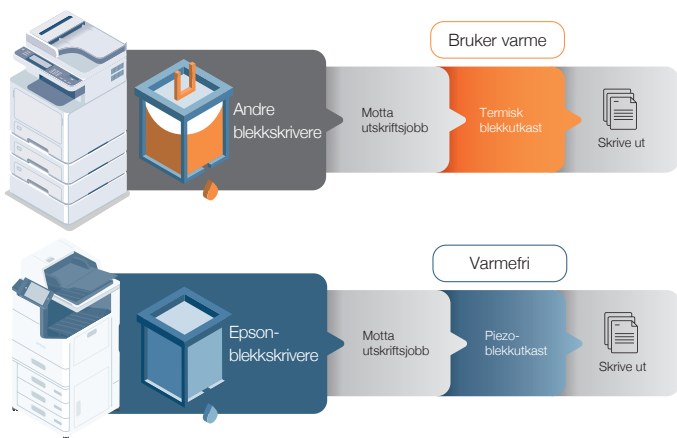 Bruker varme
Andre
blekkskrivere
Motta
utskriftsjobb
Termisk
blekkutkast
Skrive ut
Varmefri
Epson-
blekkskrivere
Motta
utskriftsjobb
Piezo-
blekkutkast
Skrive ut